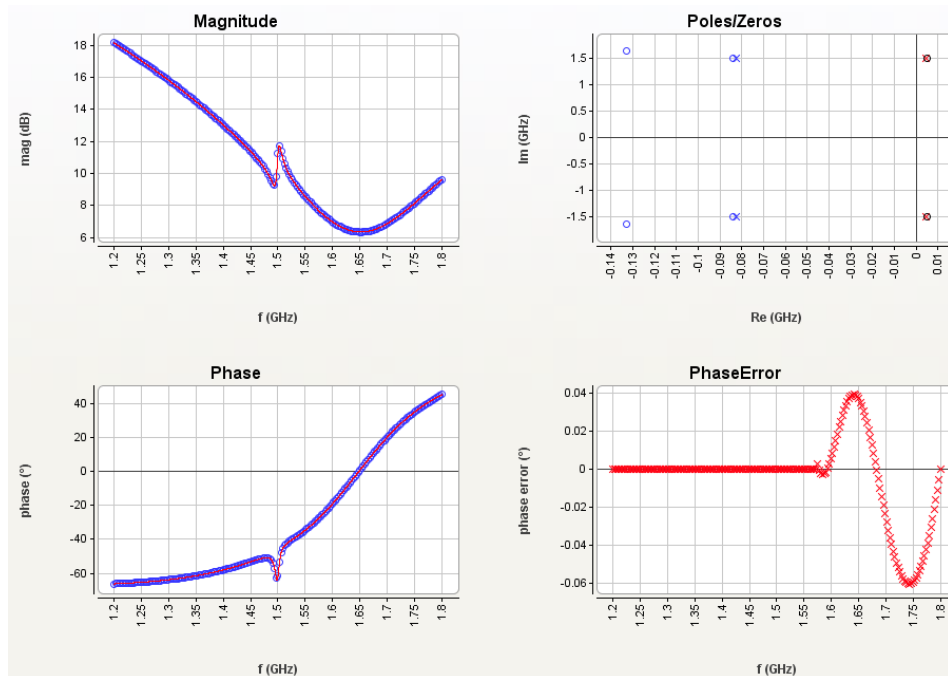 Magnitude
mag (dB)
18
16
14
12
10
8
6
1.2 1.25 1.3 1.35 1.4 1.45 1.5 1.55 1.6 1.65 1.7 1.75 1.8
f (GHz)
Poles/Zeros
Im (GHz)
1.5
1
0.5
0
-0.5
-1
-1.5
-0.14 -0.13 -0.12 -0.11 -0.1 -0.09 -0.08 -0.07 -0.06 -0.05 -0.04 -0.03 -0.02 -0.01 0 0.01
Re (GHz)
Phase
phase (°)
40
20
0
-20
-40
-60
1.2 1.25 1.3 1.35 1.4 1.45 1.5 1.55 1.6 1.65 1.7 1.75 1.8
f (GHz)
PhaseError
phase error (°)
0.04
0.02
0
-0.02
-0.04
-0.06
1.2 1.25 1.3 1.35 1.4 1.45 1.5 1.55 1.6 1.65 1.7 1.75 1.8
f (GHz)